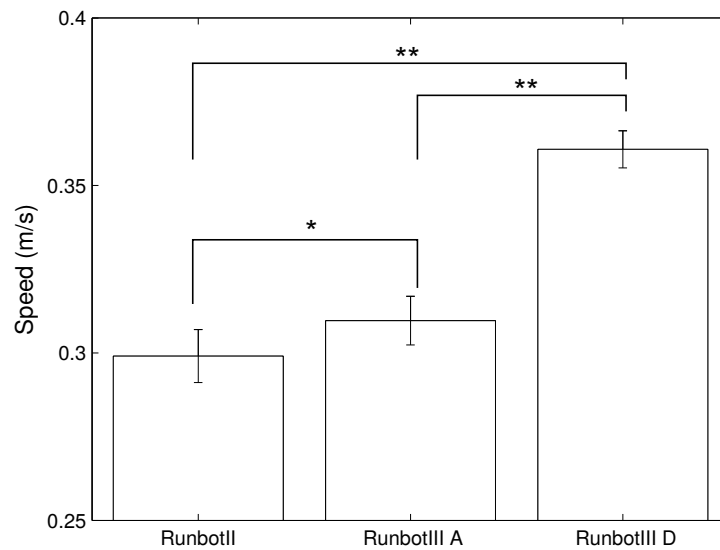 0.4
**
**
0.35
*
Speed (m/s)
0.3
0.25
RunbotII
RunbotIII A
RunbotIII D